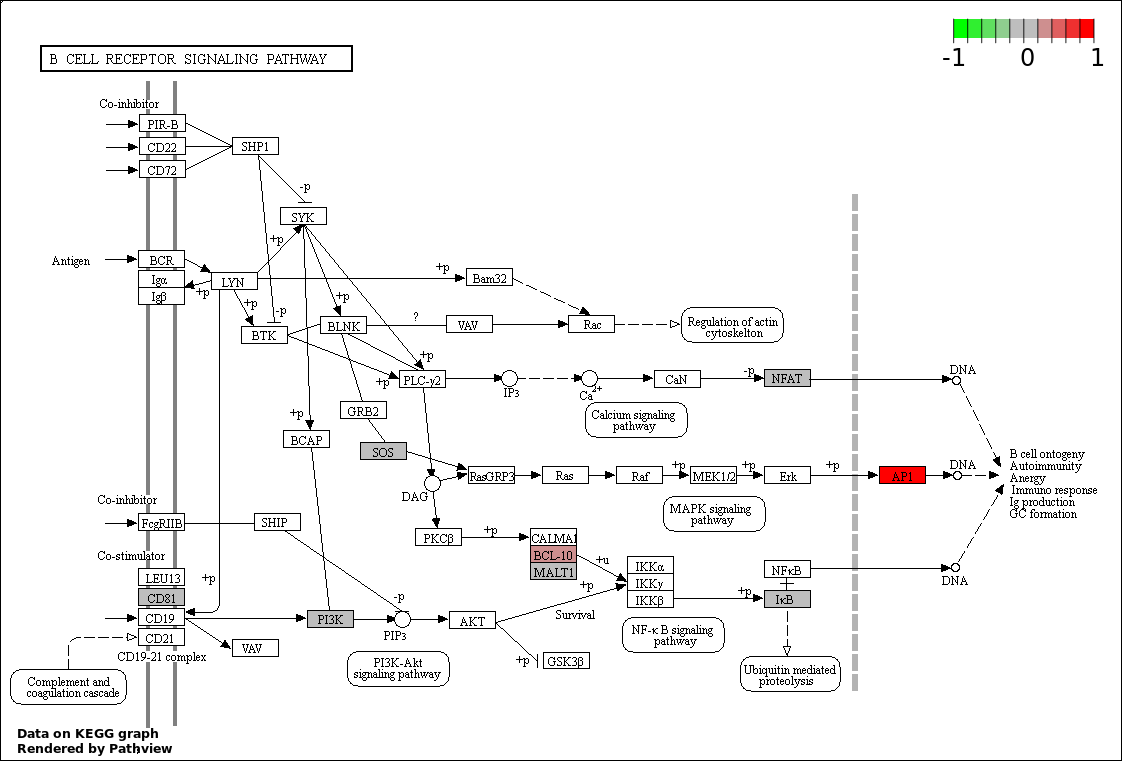 B CELL RECEPTOR SIGNALING PATHWAY
-1 0 1
Co-inhibitor
PIR-B
CD22
CD72
SHP1
-p
SYK
+p
Antigen
BCR
Igα
Igβ
LYN
+p
+p
-p
+p
Bam32
BTK
+p
BLNK
?
VAV
Rac
Regulation of actin
cytoskelton
+p
+p
PLC-γ2
IP3
Ca2+
CaN
-p
NFAT
DNA
Calcium signaling
pathway
GRB2
+p
BCAP
SOS
RasGRP3
Ras
Raf
+p
MEK1/2
+p
Erk
+p
AP1
DNA
B cell ontogeny
Autoimmunity
Anergy
Immuno response
Ig production
GC formation
DAG
MAPK signaling
pathway
Co-inhibitor
FcgRIIB
SHIP
PKCβ
+p
CALMA1
BCL-10
MALT1
+u
+p
IKKα
IKKγ
IKKβ
+p
NFκB
IκB
DNA
Co-stimulator
LEU13
CD81
CD19
CD21
+p
CD19-21 complex
VAV
PI3K
-p
PIP3
AKT
Survival
+p
GSK3β
PI3K-Akt
signaling pathway
NF-κ B signaling
pathway
Ubiquitin mediated
proteolysis
Complement and
coagulation cascade
Data on KEGG graph
Rendered by Pathview